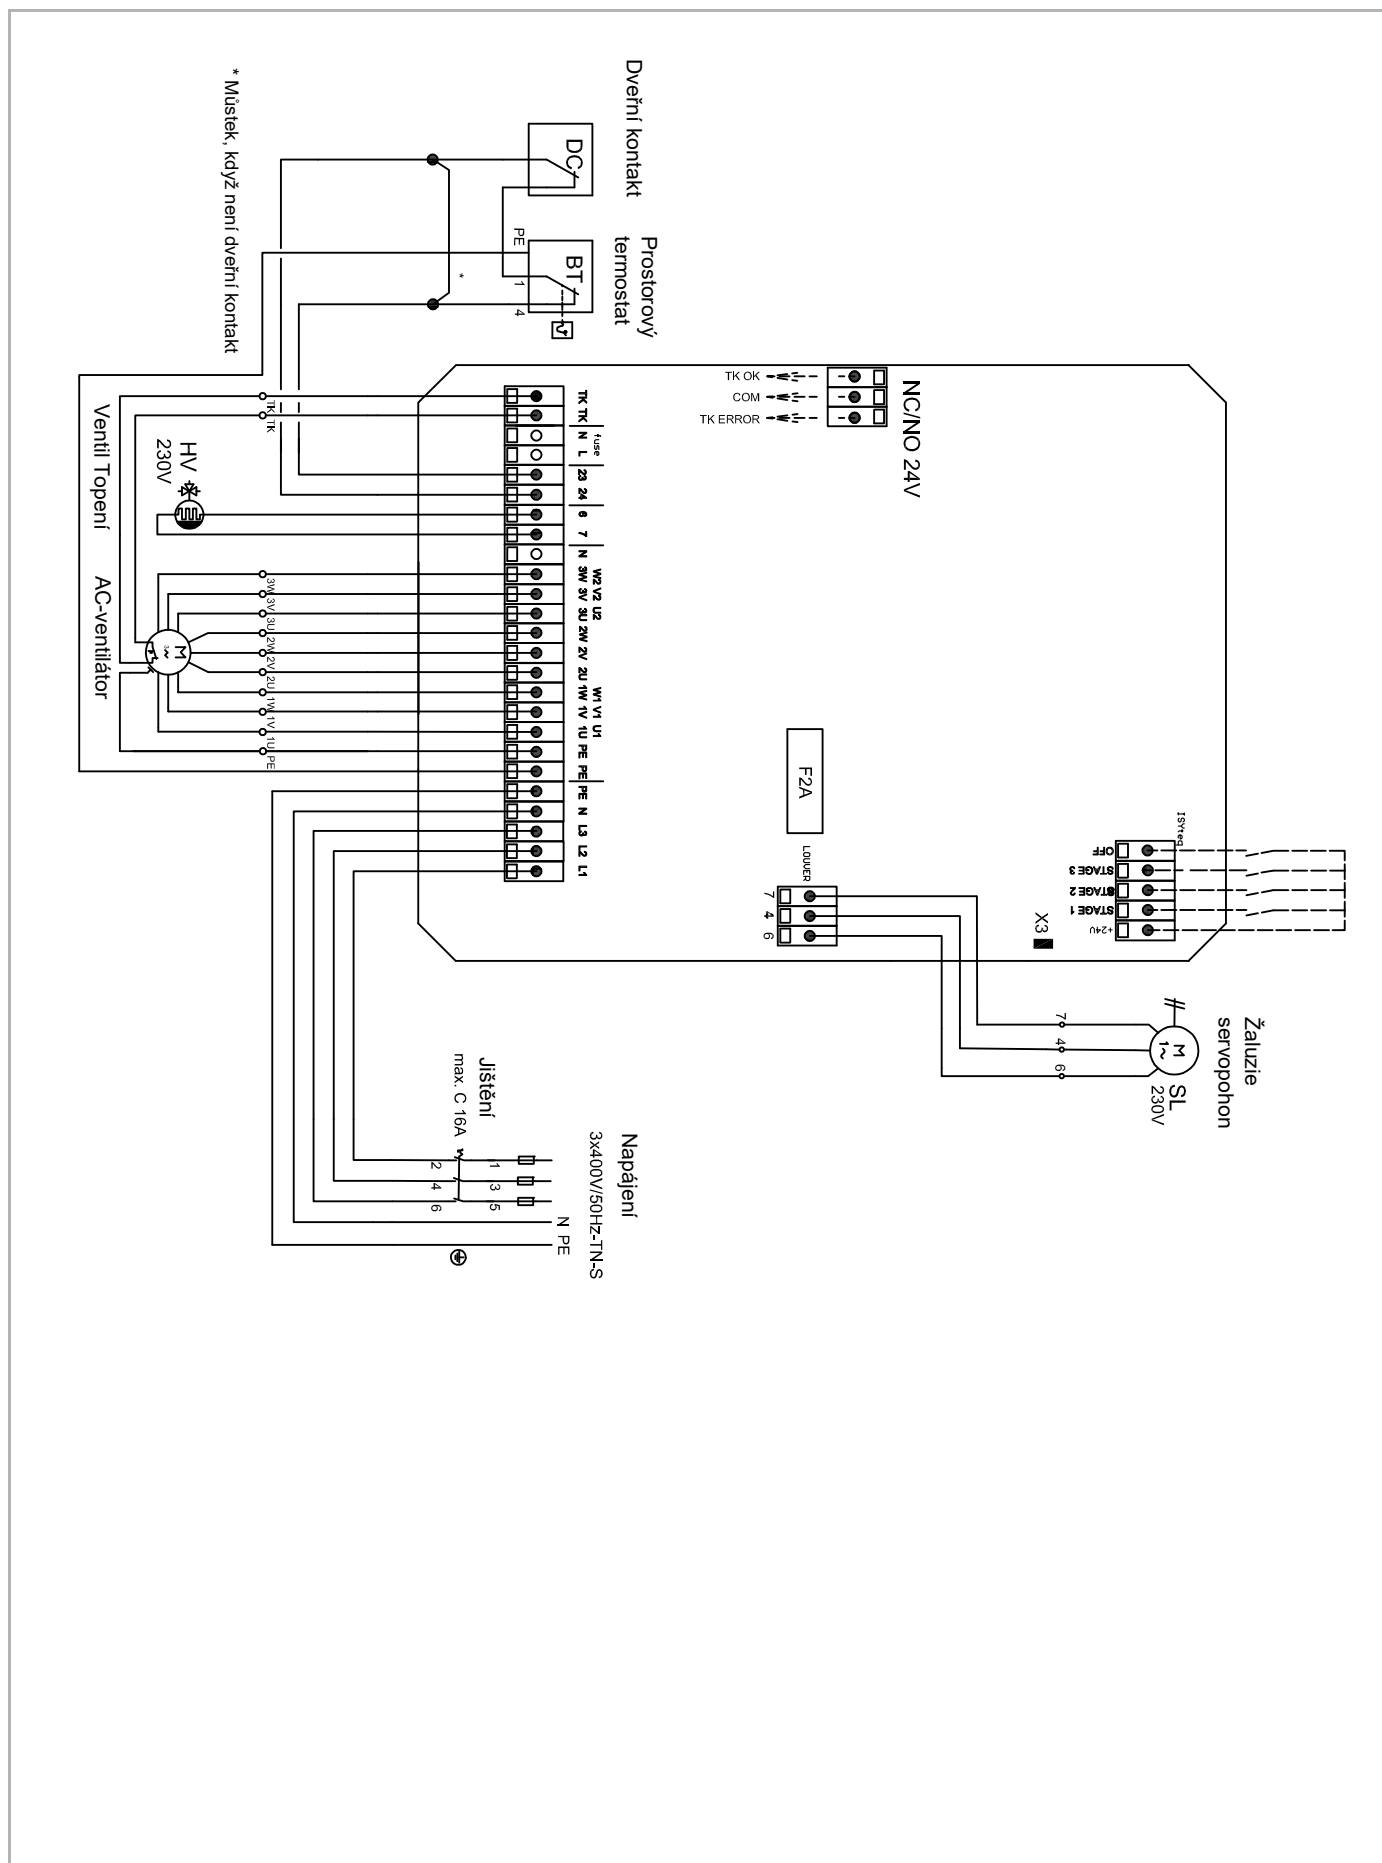 Dveřní kontakt
Prostorový
termostat
DC
BT
PE
1
4
*
* Můstek, když není dveřní kontakt
NC/NO 24V
TK OK
COM
TK ERROR
TK TK
fuse
N L
23 24
6 7
N
W2 V2 U2
3W 3V 3U 2W 2V 2U
W1 V1 U1
1W 1V 1U PE PE
PE N L3 L2 L1
TK TK
HV
230V
Ventil Topení
AC-ventilátor
M
3~
3W 3V 3U 2W 2V 2U 1W 1V 1U PE
F2A
LOUVER
7 4 6
ISYteq
OFF
STAGE 3
STAGE 2
STAGE 1
+24V
X3
Žaluzie
servopohon
7 4 6
M
1~
SL
230V
Jištění
max. C 16A
2 4 6
1 3 5
N PE
Napájení
3x400V/50Hz-TN-S